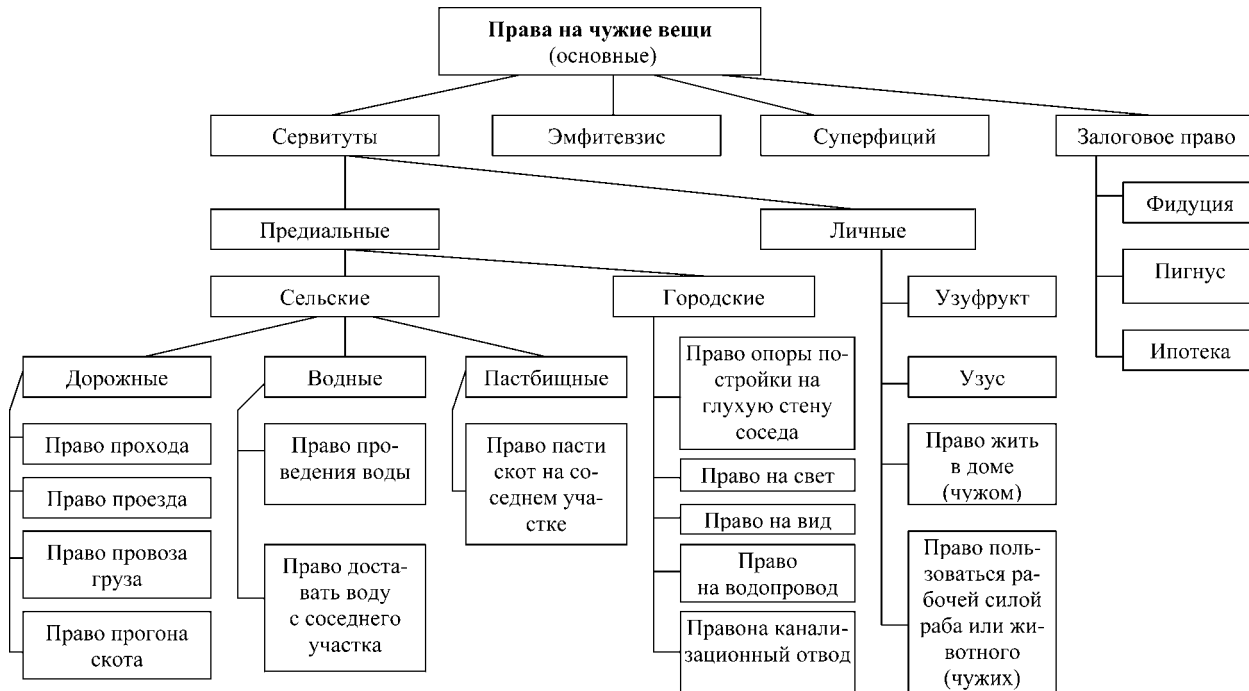 Права на чужие вещи
(основные)
Сервитуты
Эмфитевзис
Суперфиций
Залоговое право
Фидуция
Пигнус
Ипотека
Предиальные
Личные
Сельские
Городские
Узуфрукт
Узус
Право жить
в доме
(чужом)
Право поль-
зоваться ра-
бочей силой
раба или жи-
вотного
(чужих)
Дорожные
Водные
Пастбищные
Право прохода
Право проезда
Право провоза
груза
Право прогона
скота
Право про-
ведения воды
Право доста-
вать воду
с соседнего
участка
Право пасти
скот на со-
седнем уча-
стке
Право опоры по-
стройки на
глухую стену
соседа
Право на свет
Право на вид
Право
на водопровод
Правона канали-
зационный отвод